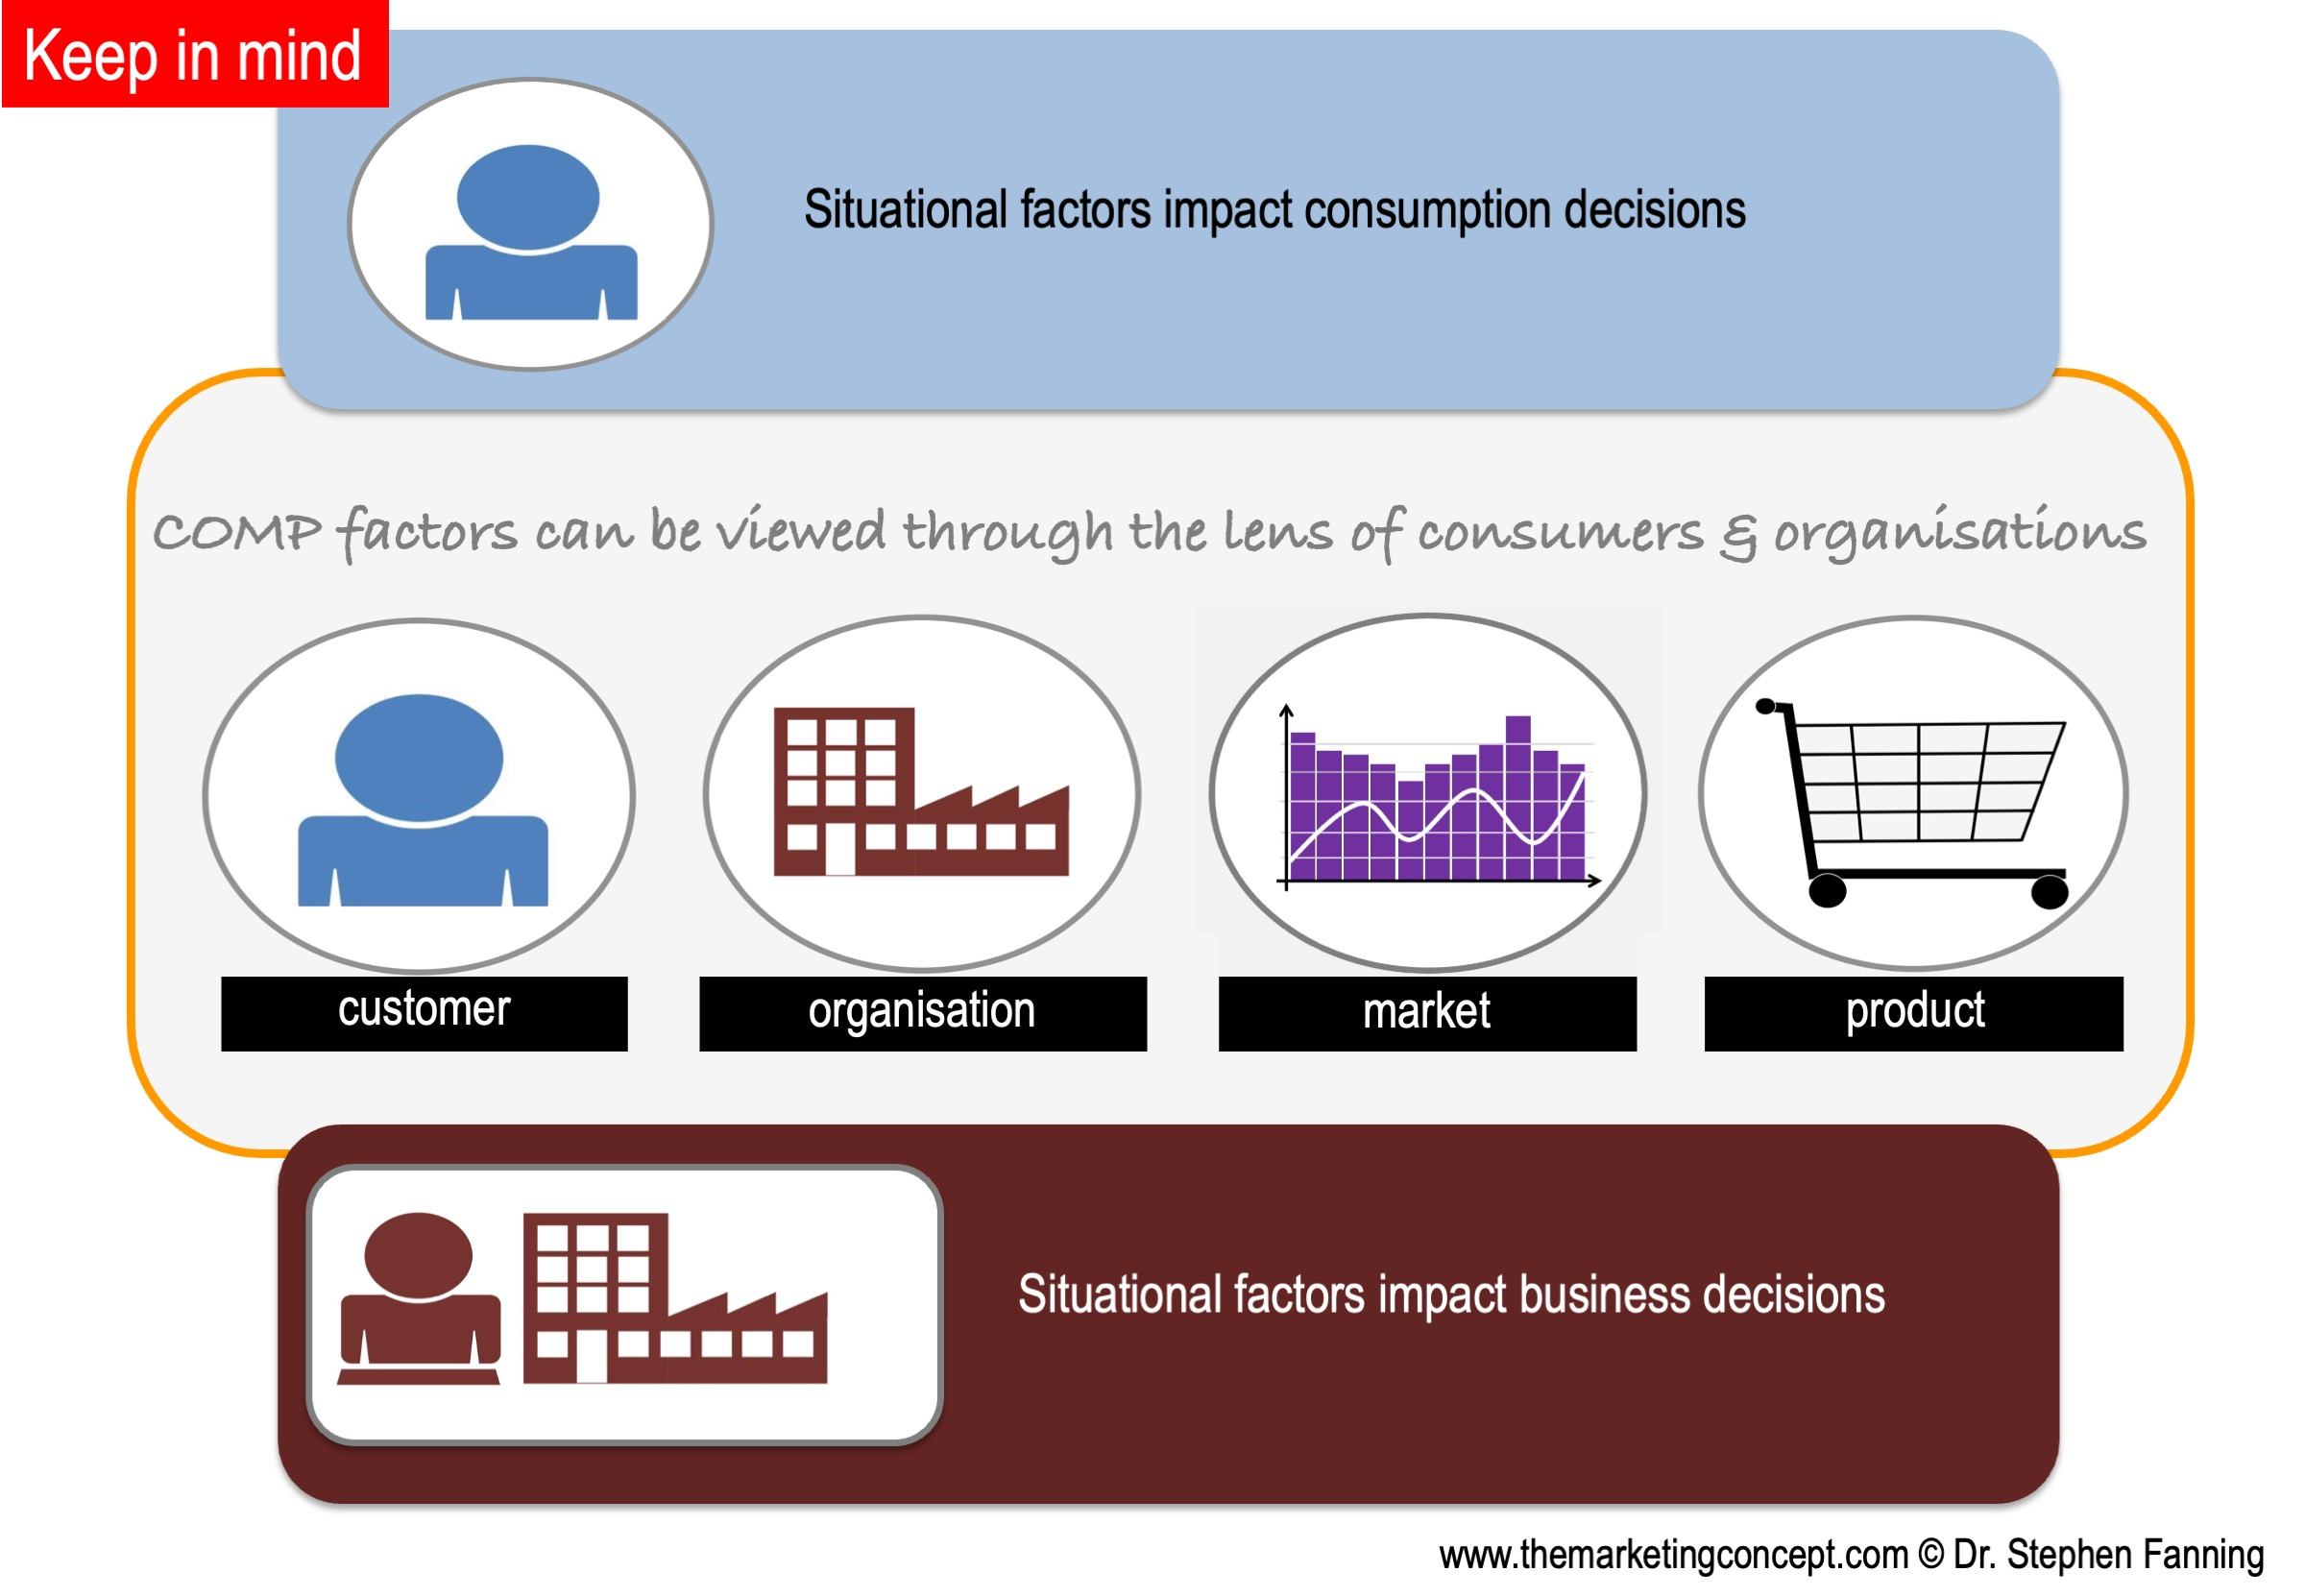 Keep in mind
Situational factors impact consumption decisions
COMP factors can be viewed through the lens of consumers & organisations
customer
organisation
market
product
Situational factors impact business decisions
www.themarketingconcept.com © Dr. Stephen Fanning